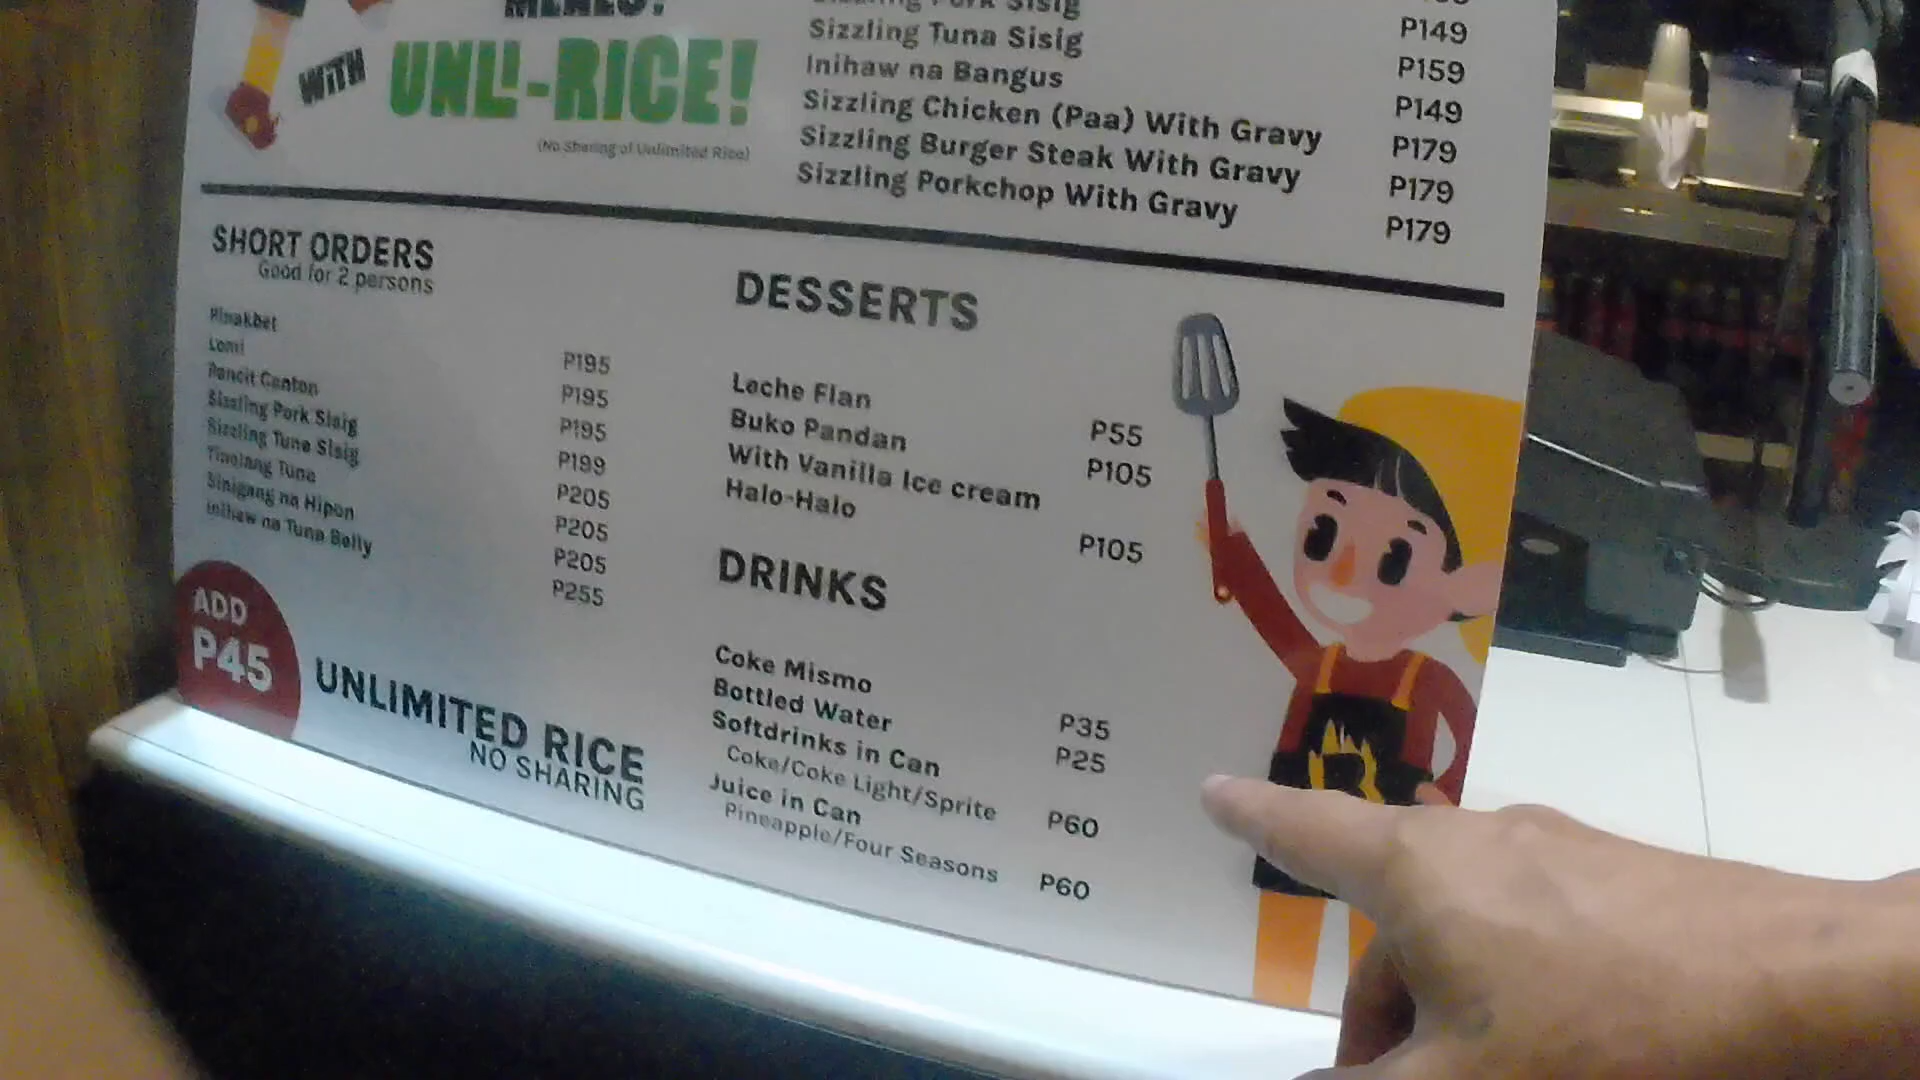 MEALS!
WITH UNLI-RICE!
(No Sharing of Unlimited Rice)
Sizzling Pork Sisig
Sizzling Tuna Sisig P149
Inihaw na Bangus P159
Sizzling Chicken (Paa) With Gravy P149
Sizzling Burger Steak With Gravy P179
Sizzling Porkchop With Gravy P179
P179
SHORT ORDERS
Good for 2 persons
Pinakbet P195
Lomi P195
Pancit Canton P195
Sizzling Pork Sisig P199
Sizzling Tuna Sisig P205
Tinolang Tuna P205
Sinigang na Hipon P205
Inihaw na Tuna Belly P255
ADD
P45
UNLIMITED RICE
NO SHARING
DESSERTS
Leche Flan P55
Buko Pandan P105
With Vanilla Ice cream
Halo-Halo P105
DRINKS
Coke Mismo P35
Bottled Water P25
Softdrinks in Can P60
Coke/Coke Light/Sprite
Juice in Can P60
Pineapple/Four Seasons